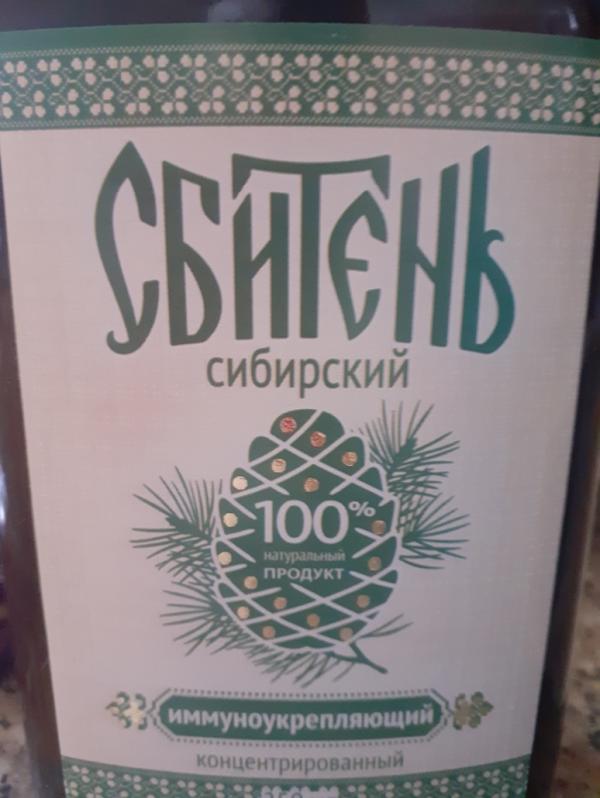 СБИТЕНЬ
сибирский
100%
натуральный
ПРОДУКТ
иммуноукрепляющий
концентрированный